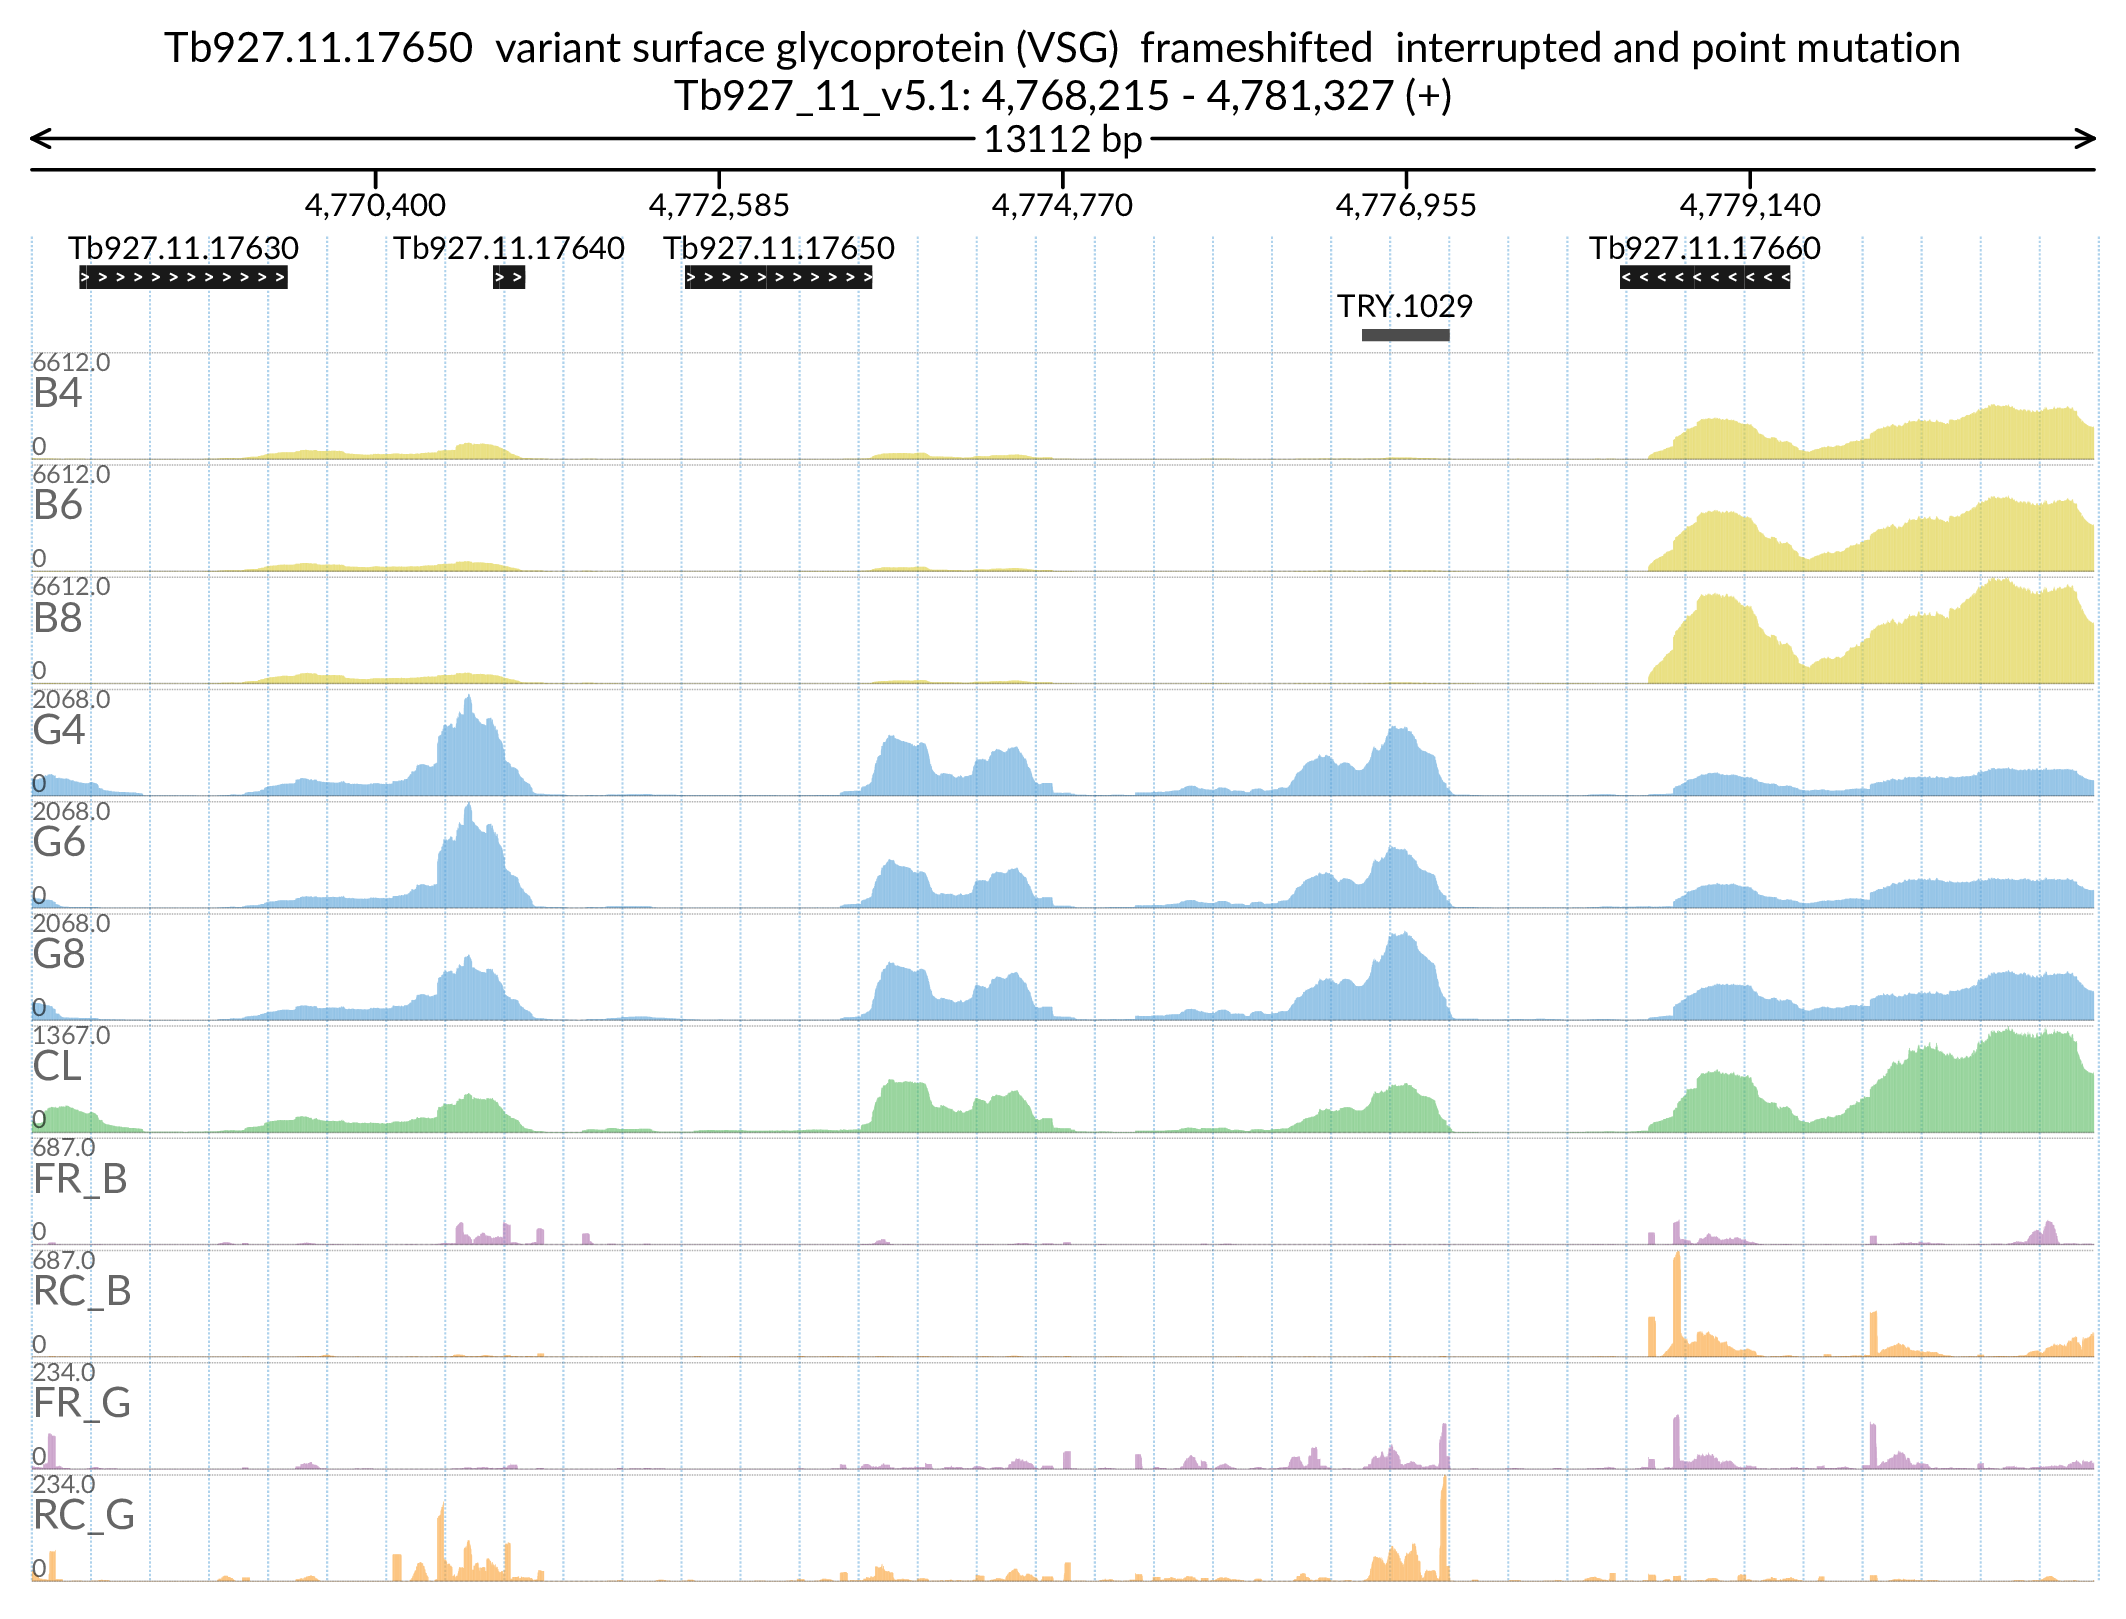 Tb927.11.17650 variant surface glycoprotein (VSG) frameshifted interrupted and point mutation
Tb927_11_v5.1: 4,768,215 - 4,781,327 (+)
13112 bp
4,770,400 4,772,585 4,774,770 4,776,955 4,779,140
Tb927.11.17630 Tb927.11.17640 Tb927.11.17650 Tb927.11.17660
TRY.1029
6612.0
B4
0
6612.0
B6
0
6612.0
B8
0
2068.0
G4
0
2068.0
G6
0
2068.0
G8
0
1367.0
CL
0
687.0
FR_B
0
687.0
RC_B
0
234.0
FR_G
0
234.0
RC_G
0